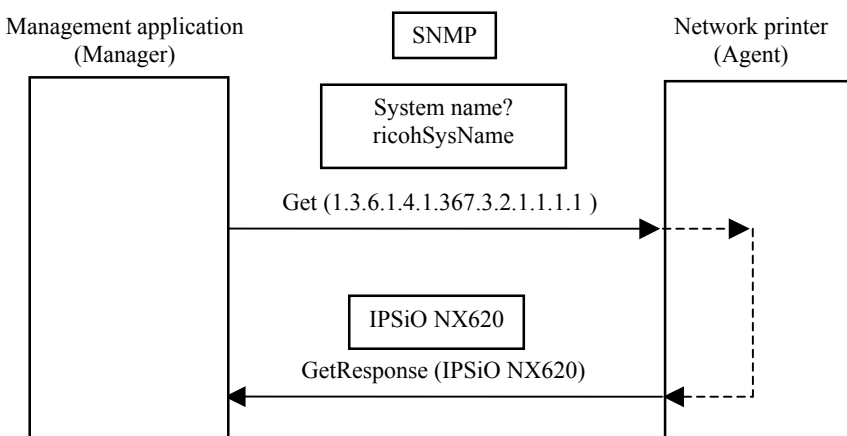 Management application
(Manager)
SNMP
Network printer
(Agent)
System name?
ricohSysName
Get (1.3.6.1.4.1.367.3.2.1.1.1.1 )
IPSiO NX620
GetResponse (IPSiO NX620)